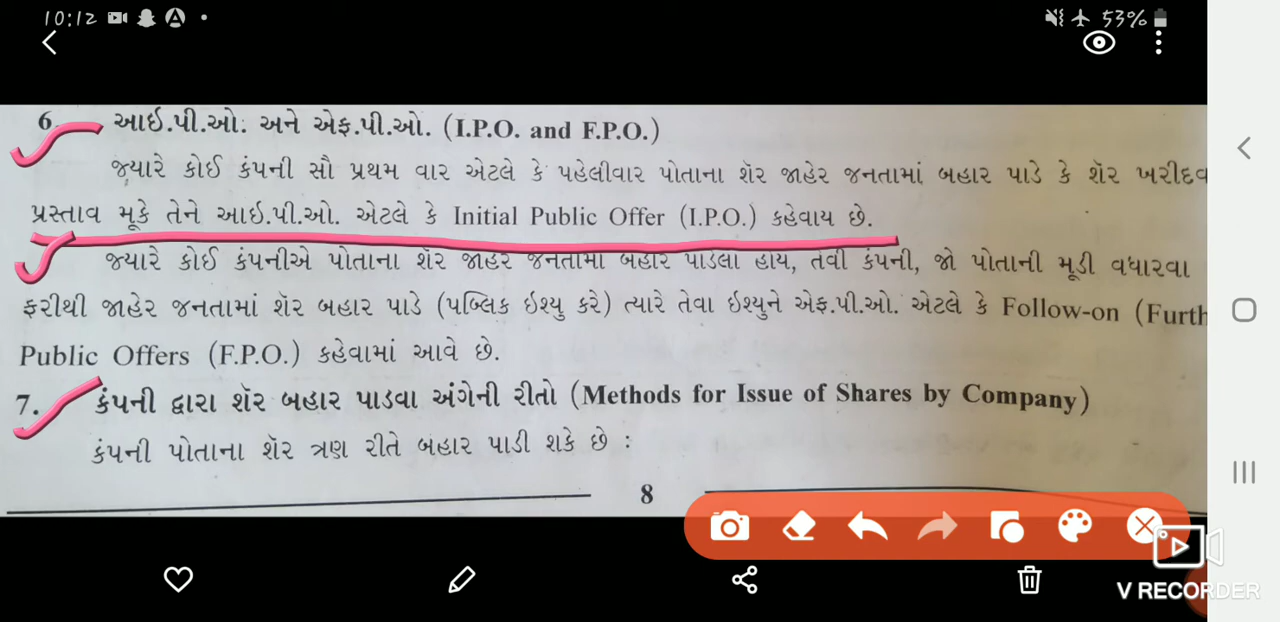 10:12
53%
6. આઈ.પી.ઓ. અને એફ.પી.ઓ. (I.P.O. and F.P.O.)
જ્યારે કોઈ કંપની સૌ પ્રથમ વાર એટલે કે પહેલીવાર પોતાના શૅર જાહેર જનતામાં બહાર પાડે કે શૅર ખરીદવ
પ્રસ્તાવ મૂકે તેને આઈ.પી.ઓ. એટલે કે Initial Public Offer (I.P.O.) કહેવાય છે.
જ્યારે કોઈ કંપનીએ પોતાના શૅર જાહેર જનતામાં બહાર પાડેલા હોય, તેવી કંપની, જો પોતાની મૂડી વધારવા
ફરીથી જાહેર જનતામાં શૅર બહાર પાડે (પબ્લિક ઇશ્યુ કરે) ત્યારે તેવા ઇશ્યુને એફ.પી.ઓ. એટલે કે Follow-on (Furth
Public Offers (F.P.O.) કહેવામાં આવે છે.
7. કંપની દ્વારા શૅર બહાર પાડવા અંગેની રીતો (Methods for Issue of Shares by Company)
કંપની પોતાના શૅર ત્રણ રીતે બહાર પાડી શકે છે :
8
V RECORDER